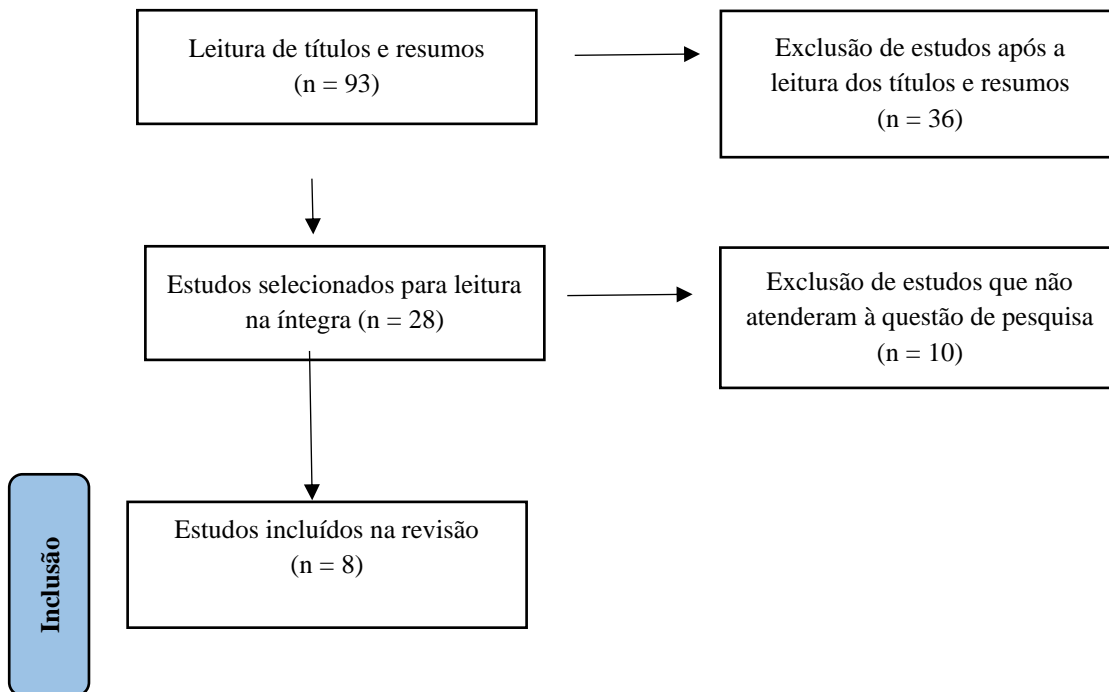 Leitura de títulos e resumos
(n = 93)
Exclusão de estudos após a
leitura dos títulos e resumos
(n = 36)
Estudos selecionados para leitura
na íntegra (n = 28)
Exclusão de estudos que não
atenderam à questão de pesquisa
(n = 10)
Inclusão
Estudos incluídos na revisão
(n = 8)